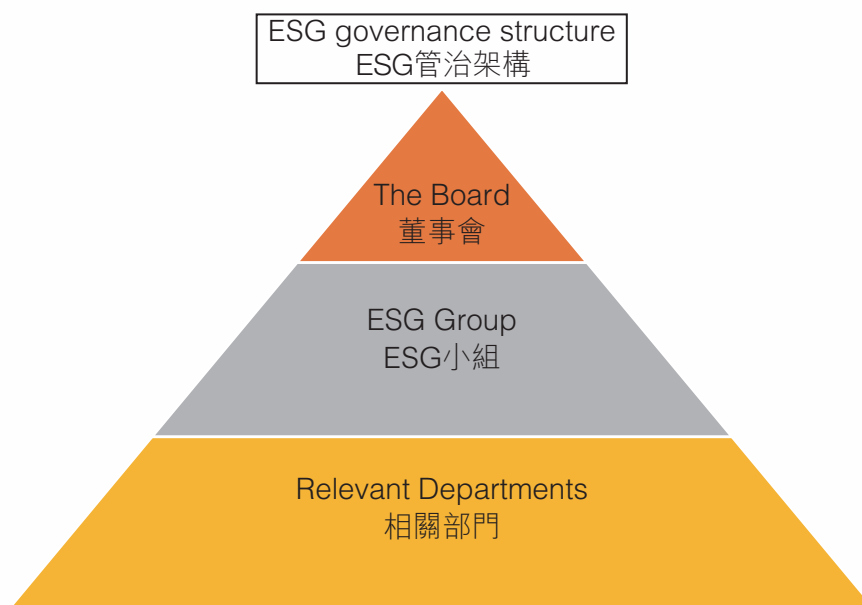 ESG governance structure
ESG管治架構
The Board
董事會
ESG Group
ESG小組
Relevant Departments
相關部門